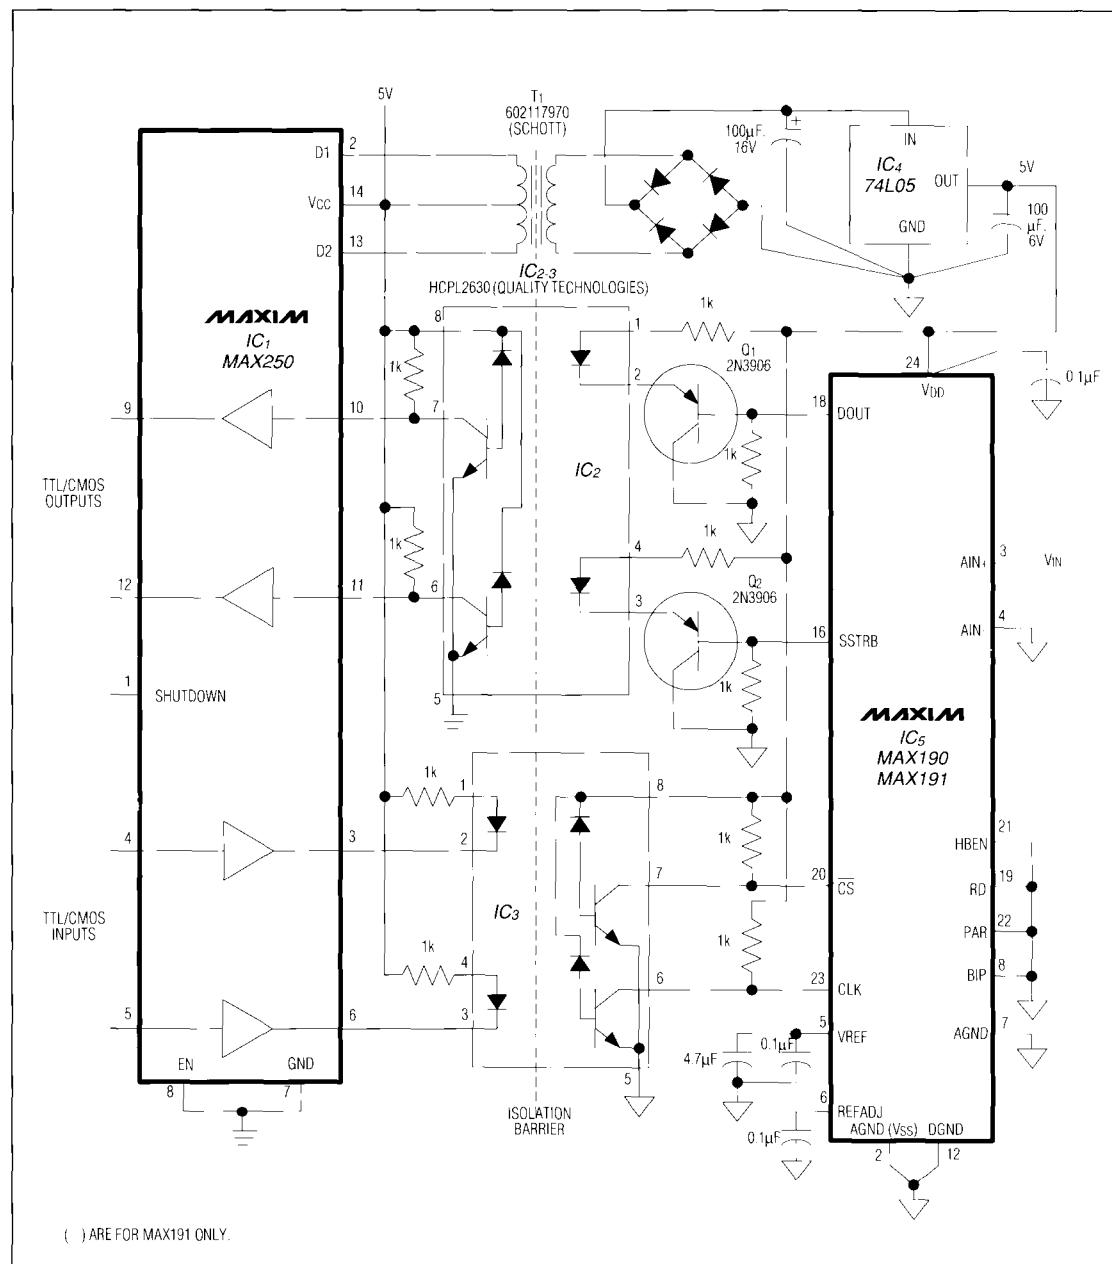 5V
T1
602117970
(SCHOTT)
100µF.
16V
+
IN
IC4
74L05
OUT
GND
5V
100
µF.
6V
D1
2
VCC
14
D2
13
MAXIM
IC1
MAX250
IC2-3
HCPL2630 (QUALITY TECHNOLOGIES)
8
1k
1
1k
2
Q1
2N3906
24
VDD
0.1µF
9
10
7
18
DOUT
1k
IC2
TTL/CMOS
OUTPUTS
1k
4
1k
3
Q2
2N3906
AIN+
3
VIN
12
11
6
16
SSTRB
AIN
4
1k
1
SHUTDOWN
5
MAXIM
IC5
MAX190
MAX191
1k
1
8
4
3
2
1k
21
HBEN
7
20
CS
19
RD
IC3
TTL/CMOS
INPUTS
1k
4
1k
22
PAR
8
BIP
6
23
CLK
5
6
3
5
VREF
7
AGND
4.7µF
0.1µF
EN
GND
8
7
5
6
REFADJ
ISOLATION
BARRIER
0.1µF
AGND (VSS)
DGND
2
12
( ) ARE FOR MAX191 ONLY.